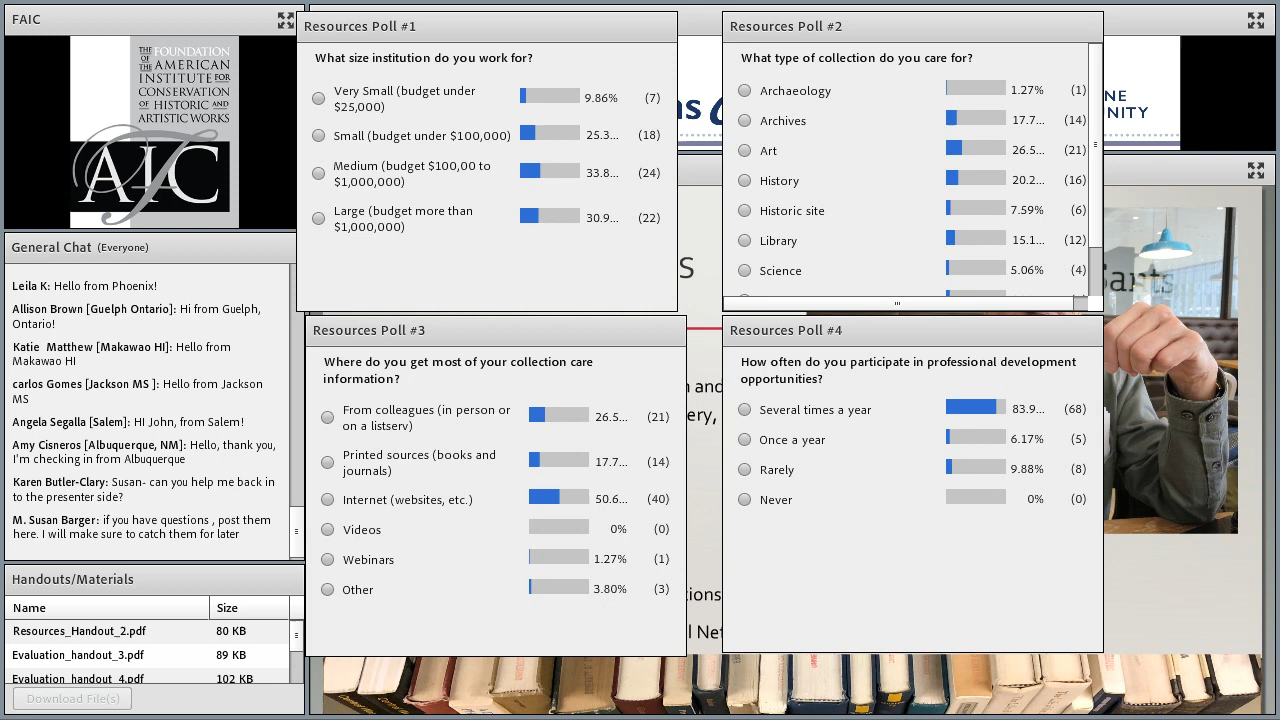 FAIC
THE FOUNDATION
OF THE AMERICAN
INSTITUTE FOR
CONSERVATION
OF HISTORIC AND
ARTISTIC WORKS
AIC
General Chat (Everyone)
Leila K: Hello from Phoenix!
Allison Brown [Guelph Ontario]: Hi from Guelph,
Ontario!
Katie Matthew [Makawao HI]: Hello from
Makawao HI
carlos Gomes [Jackson MS ]: Hello from Jackson
MS
Angela Segalla [Salem]: HI John, from Salem!
Amy Cisneros [Albuquerque, NM]: Hello, thank you,
I'm checking in from Albuquerque
Karen Butler-Clary: Susan- can you help me back in
to the presenter side?
M. Susan Barger: if you have questions , post them
here. I will make sure to catch them for later
Handouts/Materials
Name Size
Resources_Handout_2.pdf 80 KB
Evaluation_handout_3.pdf 89 KB
Evaluation_handout_4.pdf 102 KB
Download File(s)
Resources Poll #1
What size institution do you work for?
Very Small (budget under
$25,000) 9.86% (7)
Small (budget under $100,000) 25.3... (18)
Medium (budget $100,00 to
$1,000,000) 33.8... (24)
Large (budget more than
$1,000,000) 30.9... (22)
Resources Poll #2
What type of collection do you care for?
Archaeology 1.27% (1)
Archives 17.7... (14)
Art 26.5... (21)
History 20.2... (16)
Historic site 7.59% (6)
Library 15.1... (12)
Science 5.06% (4)
Resources Poll #3
Where do you get most of your collection care
information?
From colleagues (in person or
on a listserv) 26.5... (21)
Printed sources (books and
journals) 17.7... (14)
Internet (websites, etc.) 50.6... (40)
Videos 0% (0)
Webinars 1.27% (1)
Other 3.80% (3)
Resources Poll #4
How often do you participate in professional development
opportunities?
Several times a year 83.9... (68)
Once a year 6.17% (5)
Rarely 9.88% (8)
Never 0% (0)